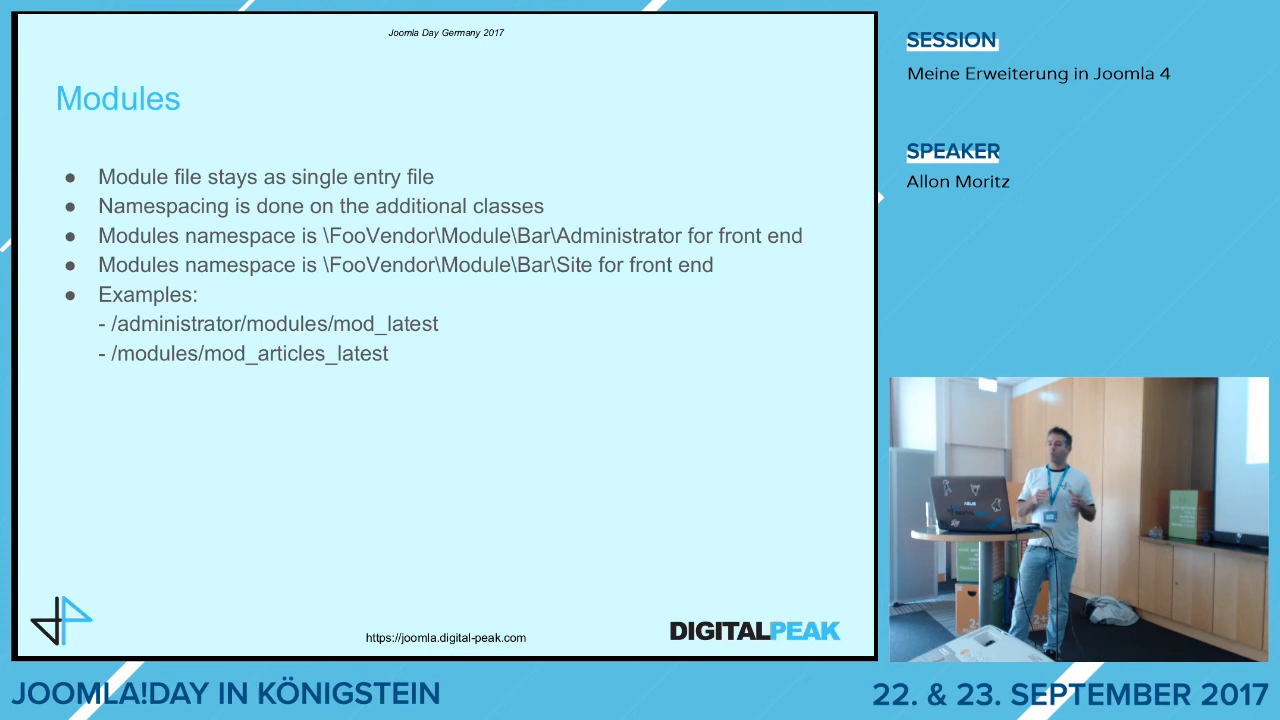 Joomla Day Germany 2017
Modules
● Module file stays as single entry file
● Namespacing is done on the additional classes
● Modules namespace is \FooVendor\Module\Bar\Administrator for front end
● Modules namespace is \FooVendor\Module\Bar\Site for front end
● Examples:
- /administrator/modules/mod_latest
- /modules/mod_articles_latest
https://joomla.digital-peak.com
DIGITALPEAK
SESSION
Meine Erweiterung in Joomla 4
SPEAKER
Allon Moritz
JOOMLA!DAY IN KÖNIGSTEIN
22. & 23. SEPTEMBER 2017